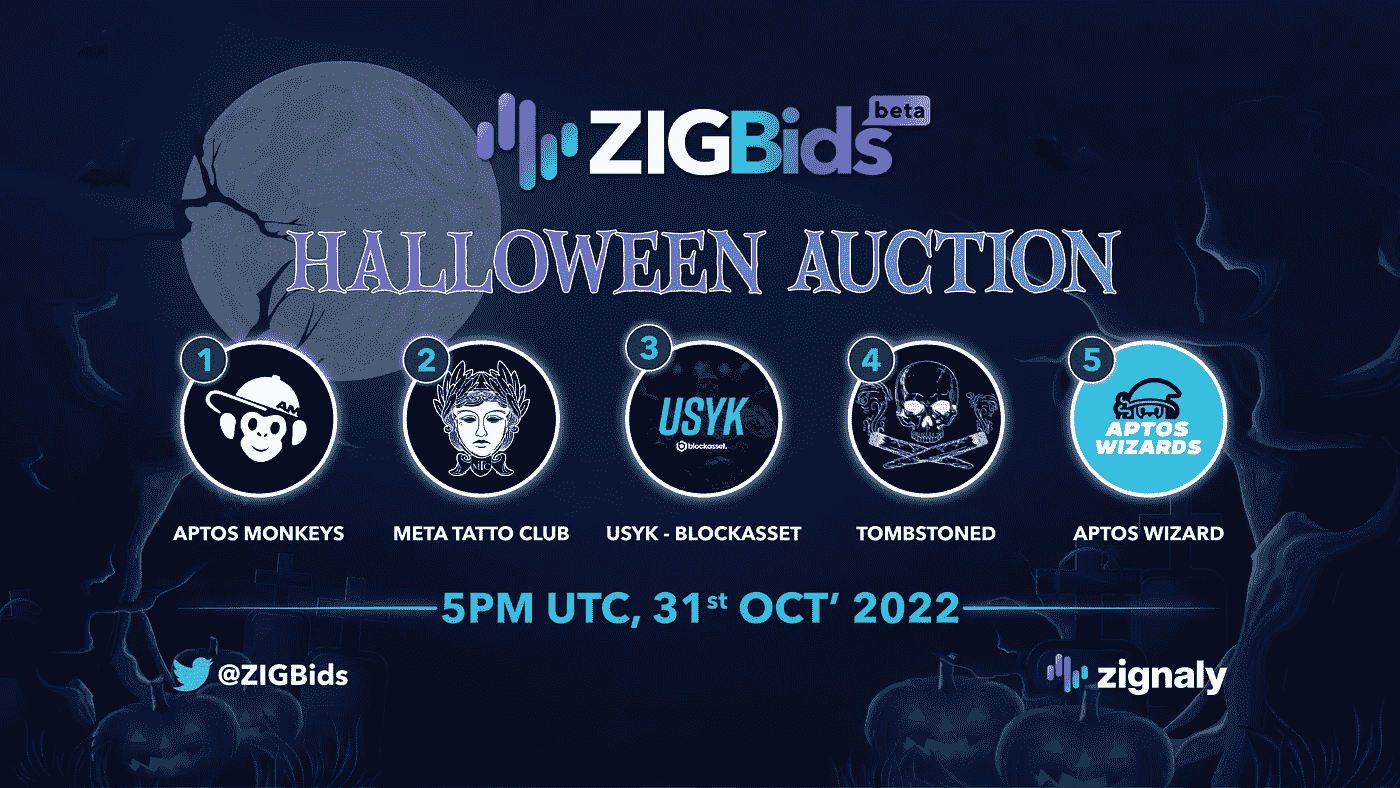 beta
ZIGBids
HALLOWEEN AUCTION
1
2
3
4
5
AM
MTC
USYK
blockasset.
APTOS
WIZARDS
APTOS MONKEYS
META TATTO CLUB
USYK - BLOCKASSET
TOMBSTONED
APTOS WIZARD
5PM UTC, 31st OCT’ 2022
@ZIGBids
zignaly